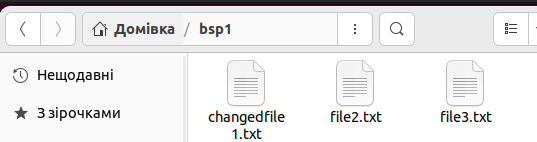 Домівка / bsp1
Нещодавні
З зірочками
changedfile
1.txt
file2.txt
file3.txt